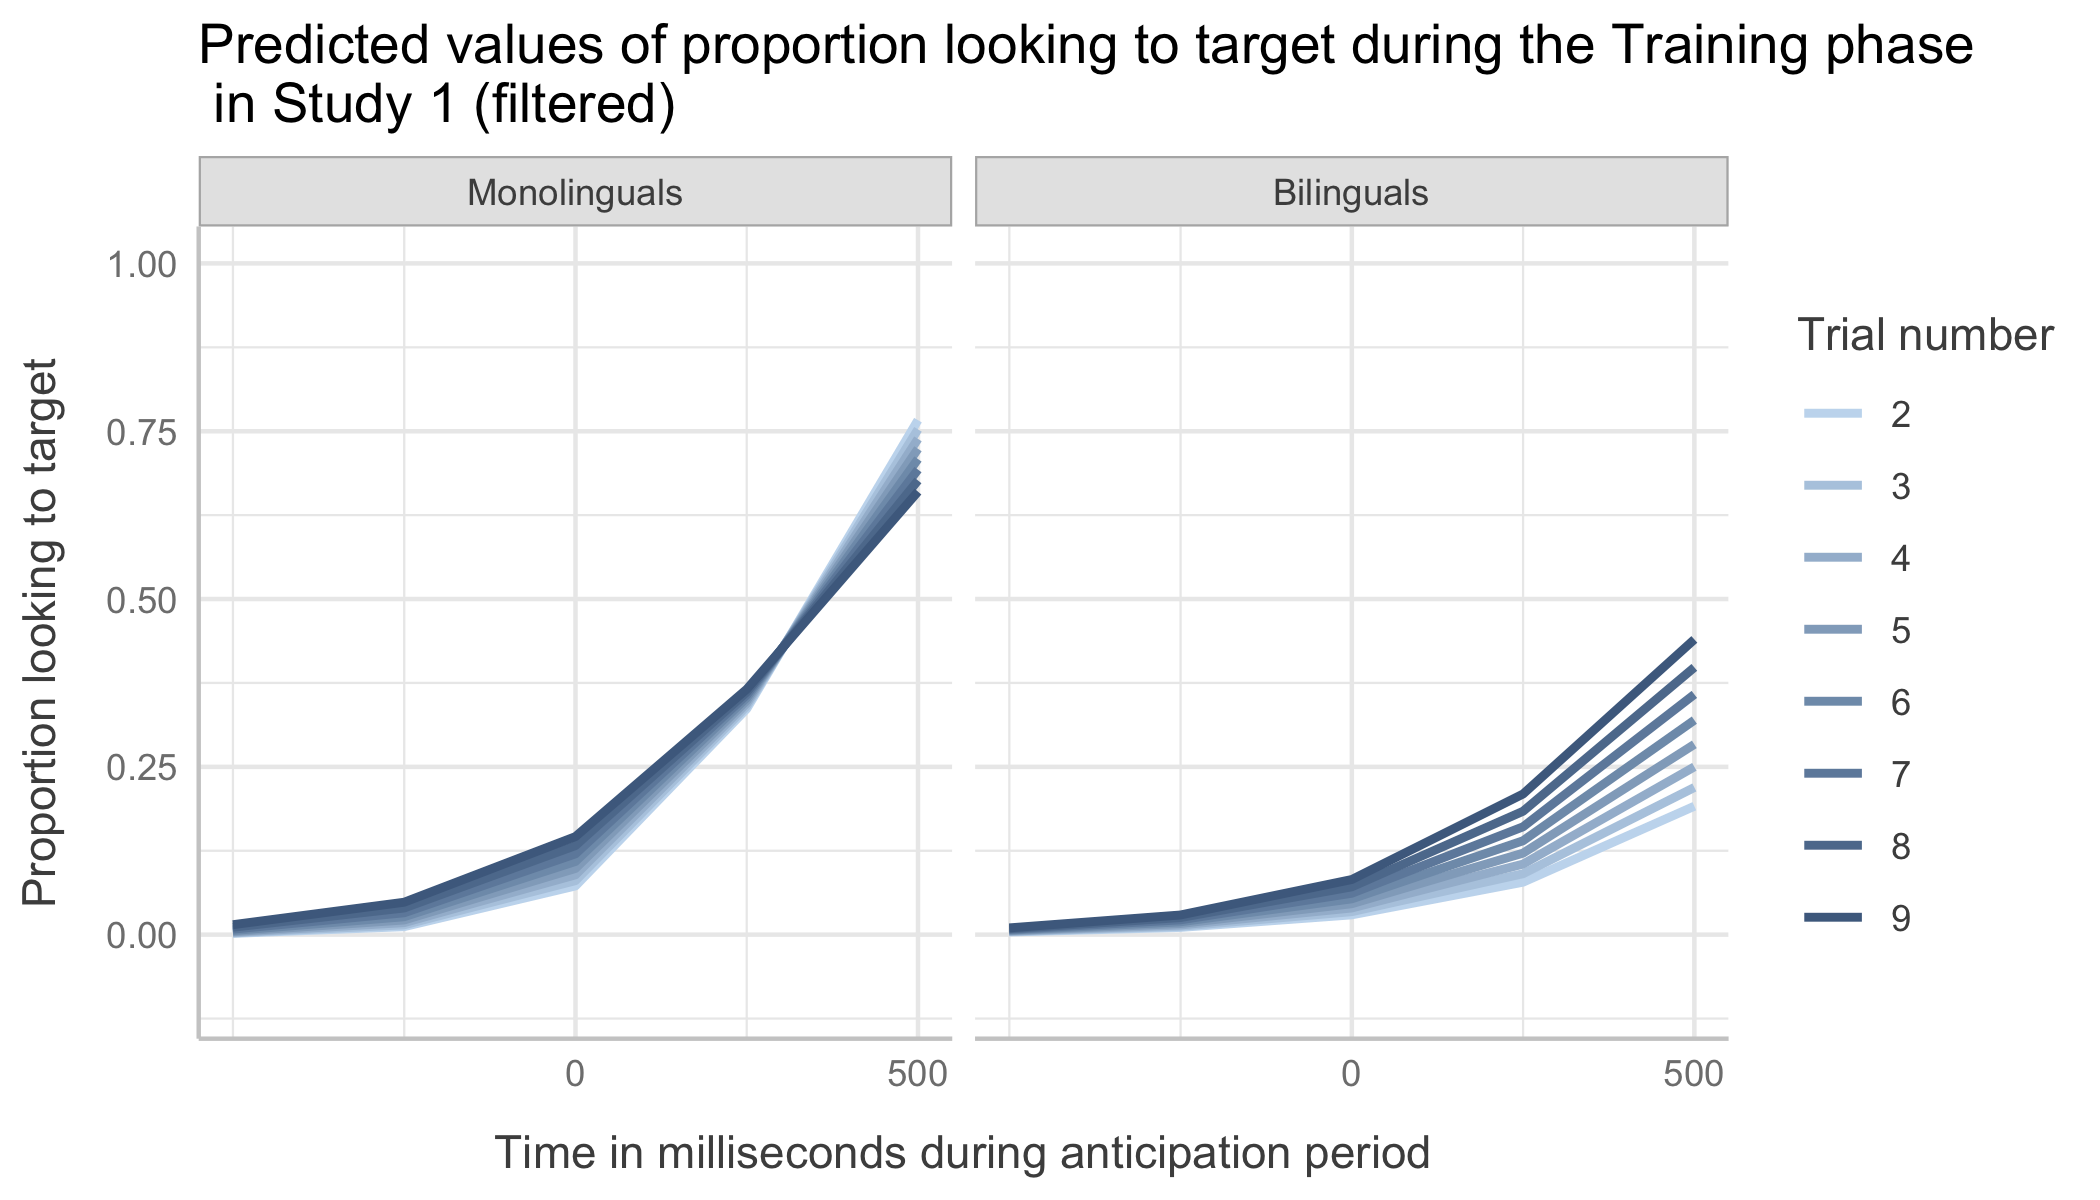 Predicted values of proportion looking to target during the Training phase
in Study 1 (filtered)
Monolinguals
Bilinguals
1.00
0.75
0.50
0.25
0.00
Proportion looking to target
0
500
0
500
Time in milliseconds during anticipation period
Trial number
2
3
4
5
6
7
8
9